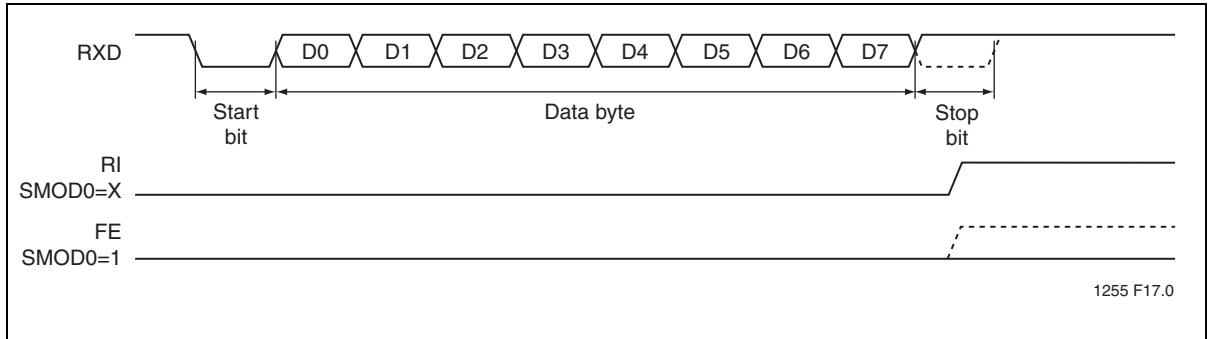 RXD
D0 D1 D2 D3 D4 D5 D6 D7
Start
bit
Data byte
Stop
bit
RI
SMOD0=X
FE
SMOD0=1
1255 F17.0